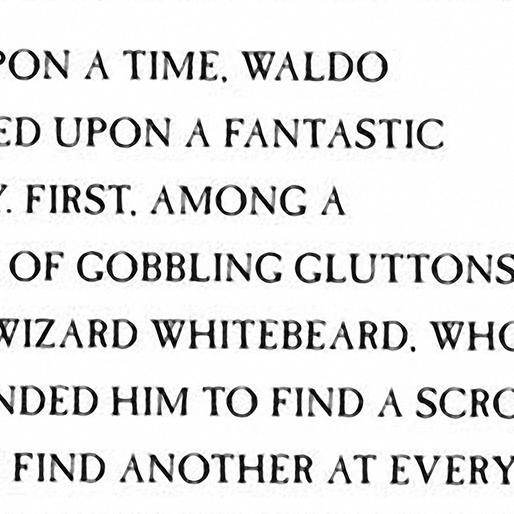 PON A TIME, WALDO
ED UPON A FANTASTIC
Y. FIRST, AMONG A
OF GOBBLING GLUTTONS
WIZARD WHITEBEARD, WHO
NDED HIM TO FIND A SCRO
FIND ANOTHER AT EVERY